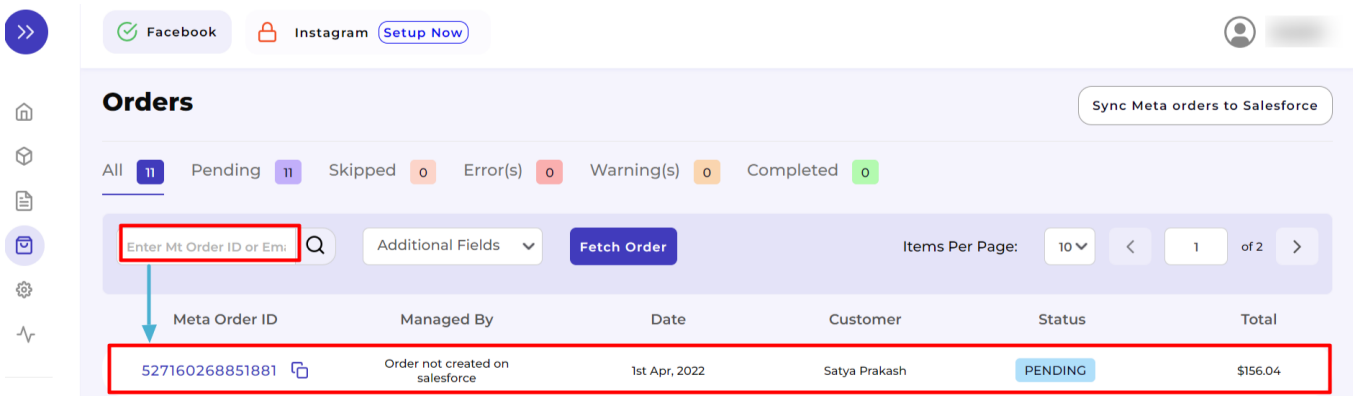 Facebook
Instagram Setup Now
Orders
Sync Meta orders to Salesforce
All 11 Pending 11 Skipped 0 Error(s) 0 Warning(s) 0 Completed 0
Enter Mt Order ID or Ema Additional Fields Fetch Order Items Per Page: 10 1 of 2
Meta Order ID Managed By Date Customer Status Total
527160268851881 Order not created on salesforce 1st Apr, 2022 Satya Prakash PENDING $156.04